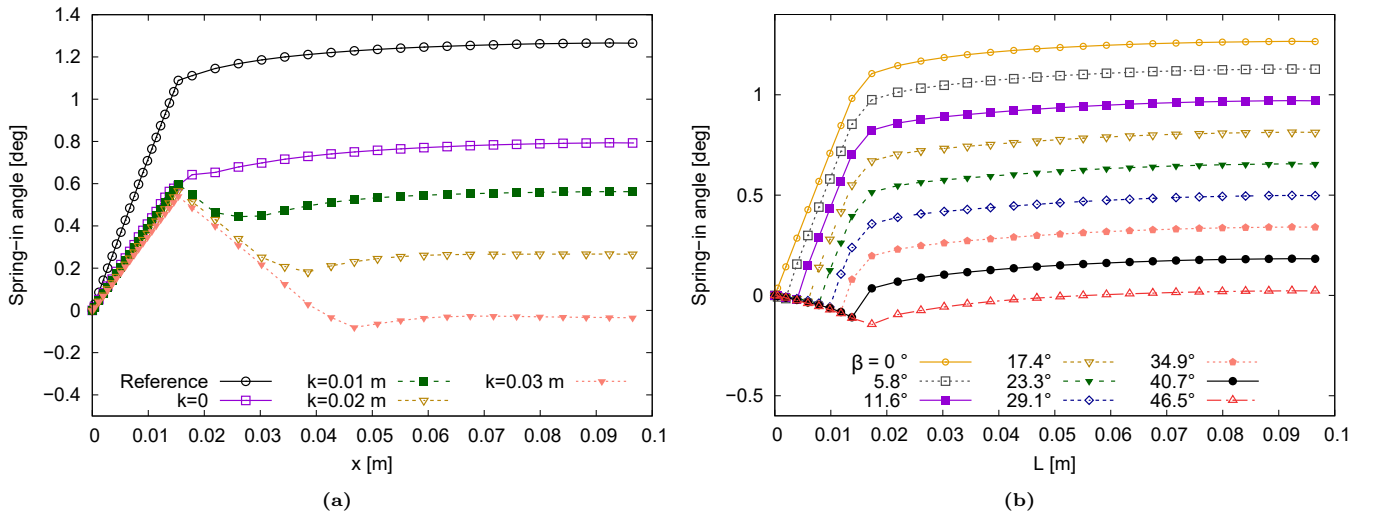 1.4
1.2
1
0.8
0.6
0.4
0.2
0
−0.2
−0.4
Spring−in angle [deg]
Reference
k=0
k=0.01 m
k=0.02 m
k=0.03 m
0 0.01 0.02 0.03 0.04 0.05 0.06 0.07 0.08 0.09 0.1
x [m]
(a)
1
0.5
0
−0.5
Spring−in angle [deg]
β = 0 °
5.8°
11.6°
17.4°
23.3°
29.1°
34.9°
40.7°
46.5°
0 0.01 0.02 0.03 0.04 0.05 0.06 0.07 0.08 0.09 0.1
L [m]
(b)